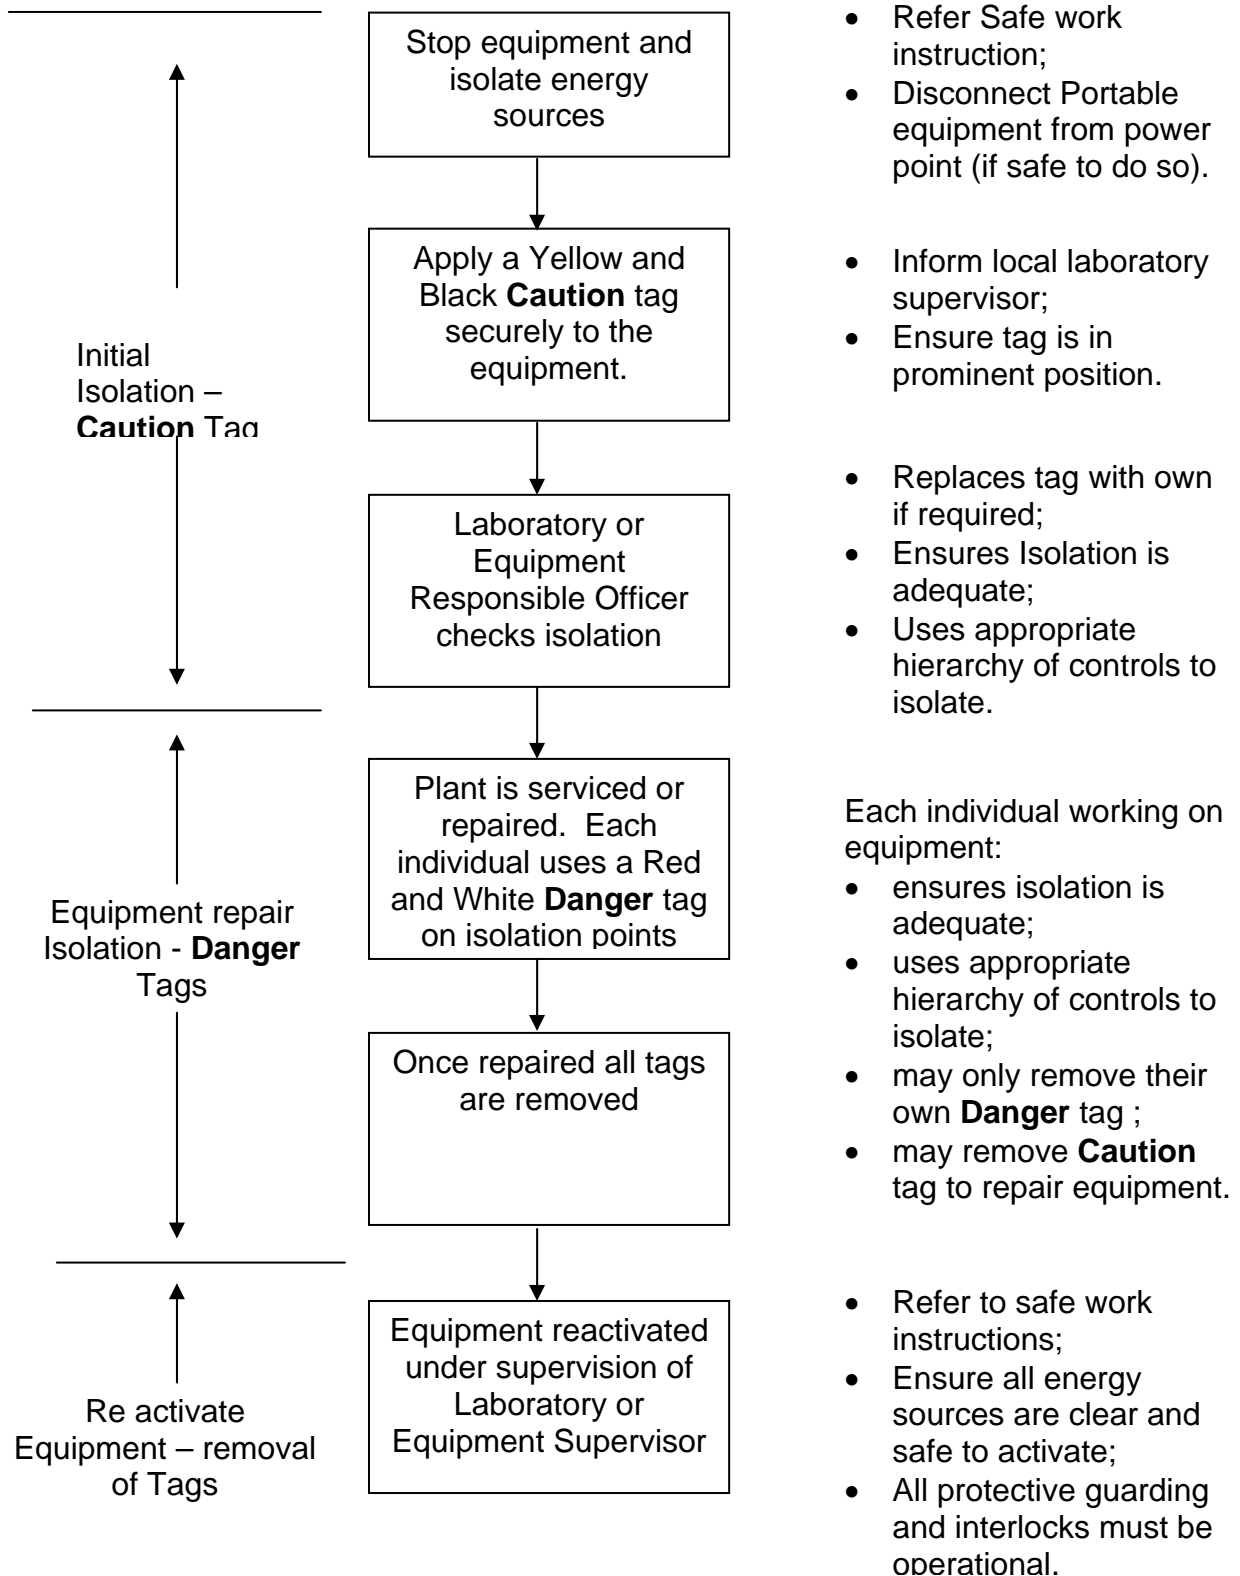 Stop equipment and
isolate energy
sources
• Refer Safe work
instruction;
• Disconnect Portable
equipment from power
point (if safe to do so).
Initial
Isolation –
Caution Tag
Apply a Yellow and
Black Caution tag
securely to the
equipment.
• Inform local laboratory
supervisor;
• Ensure tag is in
prominent position.
Laboratory or
Equipment
Responsible Officer
checks isolation
• Replaces tag with own
if required;
• Ensures Isolation is
adequate;
• Uses appropriate
hierarchy of controls to
isolate.
Equipment repair
Isolation - Danger
Tags
Plant is serviced or
repaired. Each
individual uses a Red
and White Danger tag
on isolation points
Once repaired all tags
are removed
Each individual working on
equipment:
• ensures isolation is
adequate;
• uses appropriate
hierarchy of controls to
isolate;
• may only remove their
own Danger tag ;
• may remove Caution
tag to repair equipment.
Re activate
Equipment – removal
of Tags
Equipment reactivated
under supervision of
Laboratory or
Equipment Supervisor
• Refer to safe work
instructions;
• Ensure all energy
sources are clear and
safe to activate;
• All protective guarding
and interlocks must be
operational.